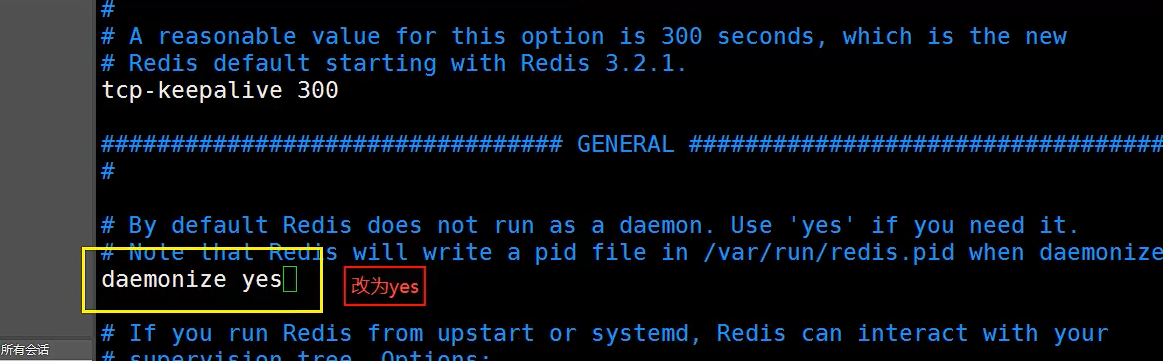 #
# A reasonable value for this option is 300 seconds, which is the new
# Redis default starting with Redis 3.2.1.
tcp-keepalive 300
################################# GENERAL ##################################
#
# By default Redis does not run as a daemon. Use 'yes' if you need it.
# Note that Redis will write a pid file in /var/run/redis.pid when daemonize
daemonize yes
改为yes
# If you run Redis from upstart or systemd, Redis can interact with your
# supervision tree. Options:
所有会话